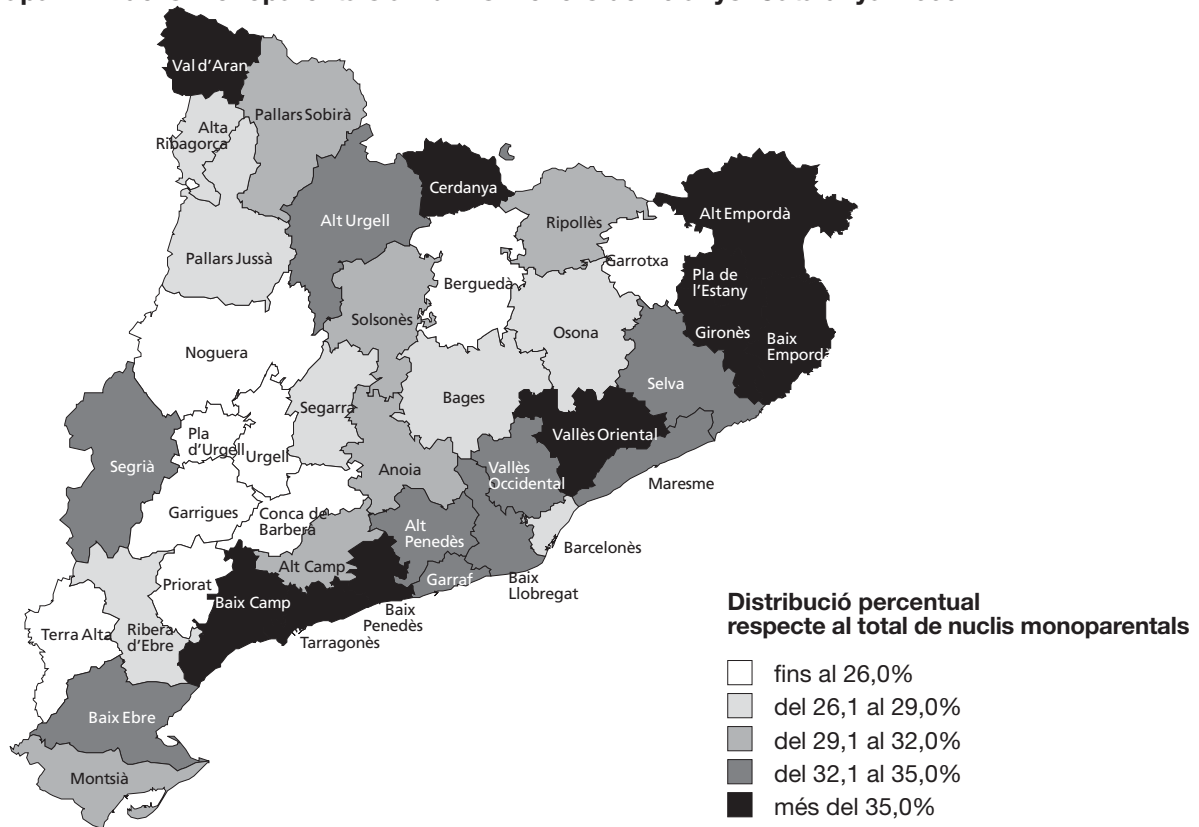 Val d'Aran
Pallars Sobirà
Alta
Ribagorça
Cerdanya
Alt Empordà
Alt Urgell
Ripollès
Garrotxa
Pallars Jussà
Pla de
l'Estany
Berguedà
Solsonès
Osona
Gironès
Baix
Empordà
Noguera
Selva
Bages
Segarra
Vallès Oriental
Pla
d'Urgell
Urgell
Segrià
Anoia
Vallès
Occidental
Maresme
Garrigues
Conca de
Barberà
Alt
Penedès
Barcelonès
Alt Camp
Garraf
Baix
Llobregat
Priorat
Baix Camp
Baix
Penedès
Tarragonès
Terra Alta
Ribera
d'Ebre
Baix Ebre
Montsià
Distribució percentual
respecte al total de nuclis monoparentals
fins al 26,0%
del 26,1 al 29,0%
del 29,1 al 32,0%
del 32,1 al 35,0%
més del 35,0%